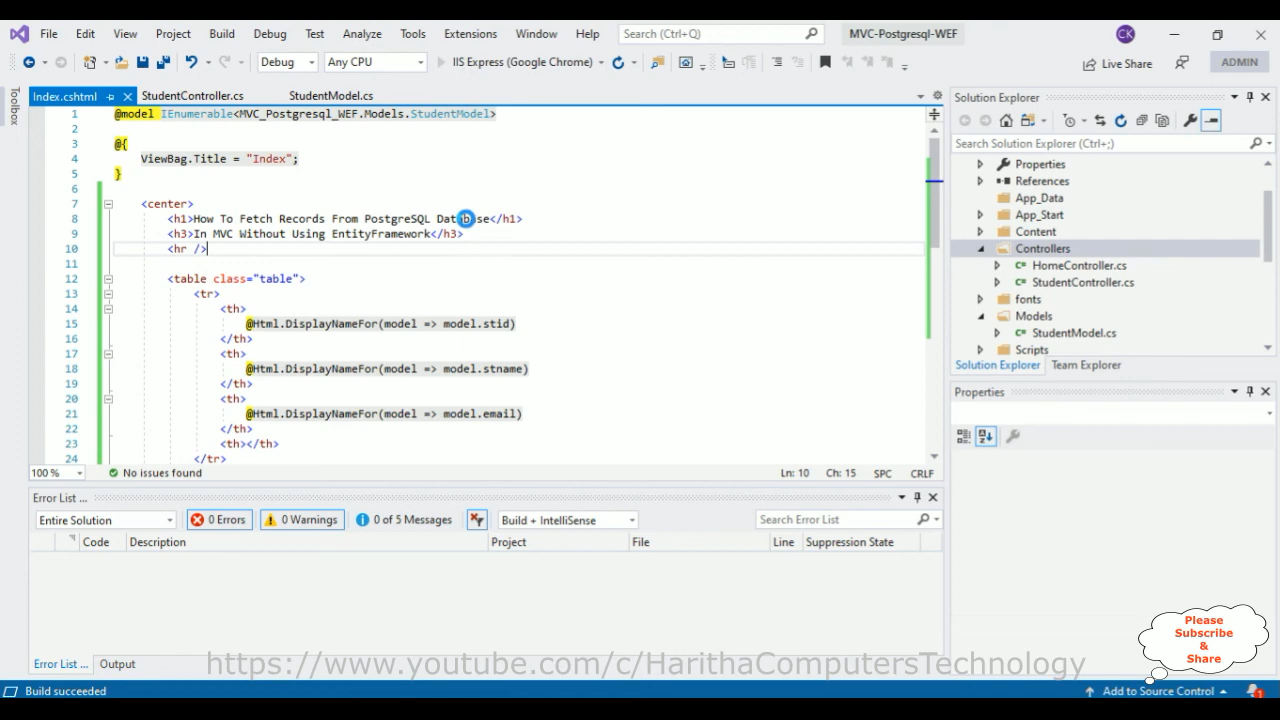 File Edit View Project Build Debug Test Analyze Tools Extensions Window Help Search (Ctrl+Q) MVC-Postgresql-WEF CK
Debug Any CPU IIS Express (Google Chrome) Live Share ADMIN
Toolbox
Index.cshtml StudentController.cs StudentModel.cs
1 @model IEnumerable<MVC_Postgresql_WEF.Models.StudentModel>
2
3 @{
4 ViewBag.Title = "Index";
5 }
6
7 <center>
8 <h1>How To Fetch Records From PostgreSQL Database</h1>
9 <h3>In MVC Without Using EntityFramework</h3>
10 <hr />
11
12 <table class="table">
13 <tr>
14 <th>
15 @Html.DisplayNameFor(model => model.stid)
16 </th>
17 <th>
18 @Html.DisplayNameFor(model => model.stname)
19 </th>
20 <th>
21 @Html.DisplayNameFor(model => model.email)
22 </th>
23 <th></th>
24 </tr>
100 % No issues found Ln: 10 Ch: 15 SPC CRLF
Solution Explorer
Search Solution Explorer (Ctrl+;)
Properties
References
App_Data
App_Start
Content
Controllers
HomeController.cs
StudentController.cs
fonts
Models
StudentModel.cs
Scripts
Solution Explorer Team Explorer
Properties
Error List ...
Entire Solution 0 Errors 0 Warnings 0 of 5 Messages Build + IntelliSense Search Error List
Code Description Project File Line Suppression State
Please
Subscribe
&
Share
Error List ... Output
https://www.youtube.com/c/HarithaComputersTechnology
Build succeeded Add to Source Control 1